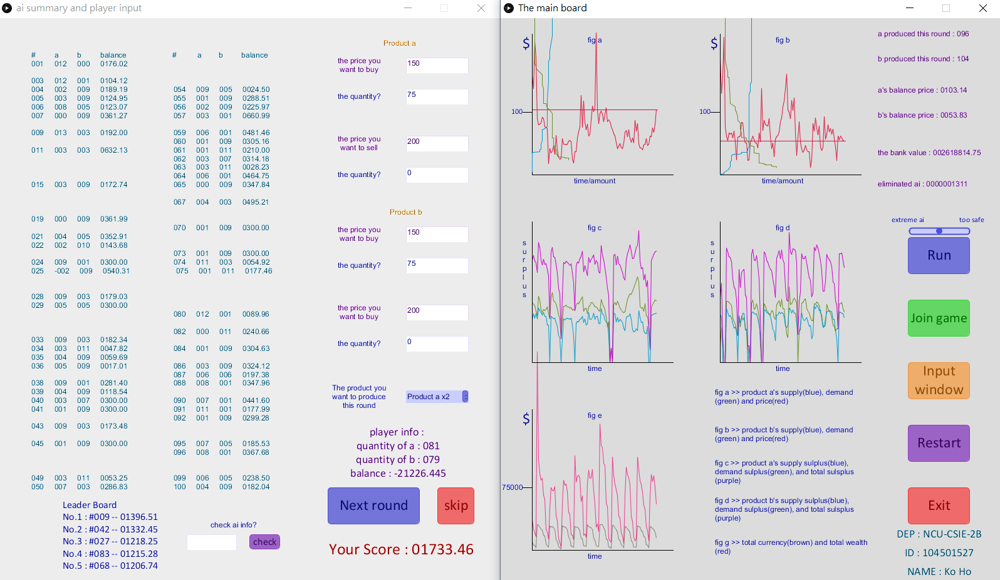 ai summary and player input
# a b balance
001 012 000 0176.02
003 012 001 0104.12
004 002 009 0189.19
005 003 009 0124.95
006 008 005 0123.07
007 000 009 0361.27
009 013 003 0192.00
011 003 003 0632.13
015 003 009 0172.74
019 000 009 0361.99
021 004 005 0352.91
022 002 010 0143.68
024 009 001 0300.00
025 -002 009 0540.31
028 009 003 0179.03
029 005 005 0300.00
033 009 003 0182.34
034 003 011 0047.82
035 004 009 0059.69
036 005 009 0017.01
038 009 001 0281.40
039 004 009 0118.54
040 003 007 0300.00
041 001 009 0300.00
043 009 003 0173.48
045 001 009 0300.00
049 003 011 0053.25
050 007 003 0286.83
# a b balance
054 009 005 0024.50
055 001 009 0288.51
056 002 009 0225.97
057 003 001 0660.99
059 006 001 0481.46
060 001 009 0305.16
061 001 011 0210.00
062 003 007 0314.18
063 003 011 0028.23
064 006 001 0464.75
065 000 009 0347.84
067 004 003 0495.21
070 001 009 0300.00
073 001 009 0300.00
074 011 003 0054.92
075 001 011 0177.46
080 012 001 0089.96
082 000 011 0240.66
084 001 009 0304.63
086 003 009 0324.12
087 006 006 0197.38
088 008 001 0347.96
090 007 001 0441.60
091 011 001 0177.99
092 001 009 0299.28
095 007 005 0185.53
096 008 001 0367.68
099 006 005 0238.50
100 004 009 0182.04
Leader Board
No.1 : #009 -- 01396.51
No.2 : #042 -- 01332.45
No.3 : #027 -- 01218.25
No.4 : #083 -- 01215.28
No.5 : #068 -- 01206.74
check ai info?
check
Product a
the price you
want to buy
150
the quantity?
75
the price you
want to sell
200
the quantity?
0
Product b
the price you
want to buy
150
the quantity?
75
the price you
want to buy
200
the quantity?
0
The product you
want to produce
this round
Product a x2
player info :
quantity of a : 081
quantity of b : 079
balance : -21226.445
Next round
skip
Your Score : 01733.46
The main board
$
fig a
100
time/amount
$
fig b
100
time/amount
a produced this round : 096
b produced this round : 104
a's balance price : 0103.14
b's balance price : 0053.83
the bank value : 002618814.75
eliminated ai : 0000001311
fig c
surplus
time
fig d
surplus
time
extreme ai too safe
Run
Join game
Input
window
Restart
Exit
$
fig e
75000
time
fig a >> product a's supply(blue), demand
(green) and price(red)
fig b >> product b's supply(blue), demand
(green) and price(red)
fig c >> product a's supply sulplus(blue),
demand sulplus(green), and total sulsplus
(purple)
fig d >> product b's supply sulplus(blue),
demand sulplus(green), and total sulsplus
(purple)
fig g >> total currency(brown) and total wealth
(red)
DEP : NCU-CSIE-2B
ID : 104501527
NAME : Ko Ho